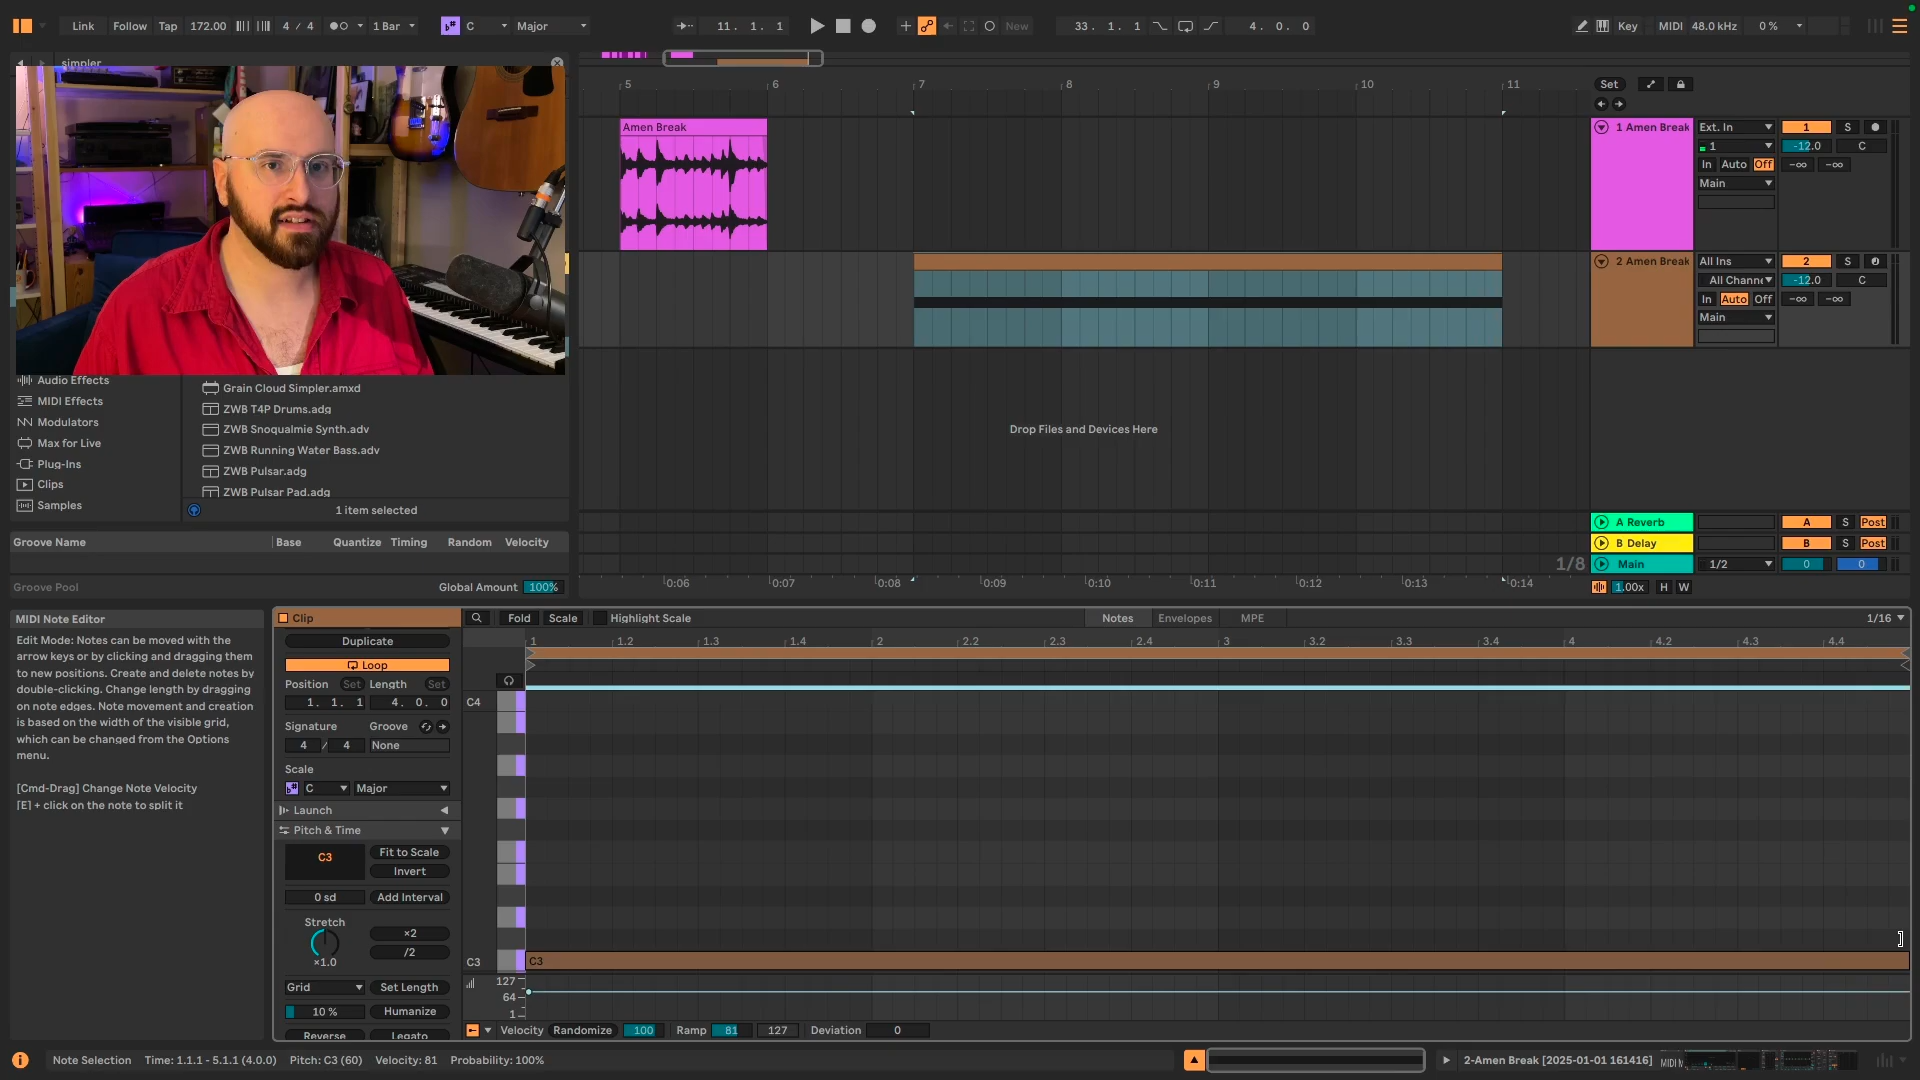 Link Follow Tap 172.00 4 / 4 1 Bar C Major 11. 1. 1 New 33. 1. 1 4. 0. 0 Key MIDI 48.0 kHz 0 %
simpler
Audio Effects
MIDI Effects
Modulators
Max for Live
Plug-Ins
Clips
Samples
Grain Cloud Simpler.amxd
ZWB T4P Drums.adg
ZWB Snoqualmie Synth.adv
ZWB Running Water Bass.adv
ZWB Pulsar.adg
ZWB Pulsar Pad.adg
1 item selected
Groove Name Base Quantize Timing Random Velocity
Groove Pool Global Amount 100%
5 6 7 8 9 10 11
Set
Amen Break
1 Amen Break Ext. In 1 S
1 -12.0 C
In Auto Off -∞ -∞
Main
2 Amen Break All Ins 2 S
All Channe -12.0 C
In Auto Off -∞ -∞
Main
Drop Files and Devices Here
A Reverb A S Post
B Delay B S Post
1/8 Main 1/2 0 0
0:06 0:07 0:08 0:09 0:10 0:11 0:12 0:13 0:14
1.00x H W
MIDI Note Editor
Edit Mode: Notes can be moved with the
arrow keys or by clicking and dragging them
to new positions. Create and delete notes by
double-clicking. Change length by dragging
on note edges. Note movement and creation
is based on the width of the visible grid,
which can be changed from the Options
menu.
[Cmd-Drag] Change Note Velocity
[E] + click on the note to split it
Clip
Duplicate
Loop
Position Set Length Set
1. 1. 1 4. 0. 0
Signature Groove
4 / 4 None
Scale
C Major
Launch
Pitch & Time
C3 Fit to Scale
Invert
0 sd Add Interval
Stretch
×2
/2
×1.0
Grid Set Length
10 % Humanize
Reverse Legato
Fold Scale Highlight Scale Notes Envelopes MPE 1/16
1 1.2 1.3 1.4 2 2.2 2.3 2.4 3 3.2 3.3 3.4 4 4.2 4.3 4.4
C4
C3 C3
127
64
1
Velocity Randomize 100 Ramp 81 127 Deviation 0
Note Selection Time: 1.1.1 - 5.1.1 (4.0.0) Pitch: C3 (60) Velocity: 81 Probability: 100%
2-Amen Break [2025-01-01 161416]